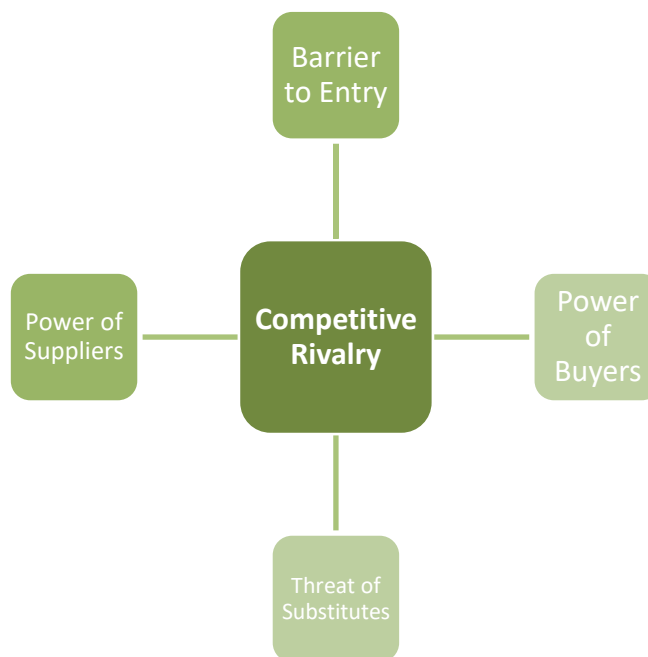 Barrier
to Entry
Power of
Suppliers
Competitive
Rivalry
Power
of
Buyers
Threat of
Substitutes